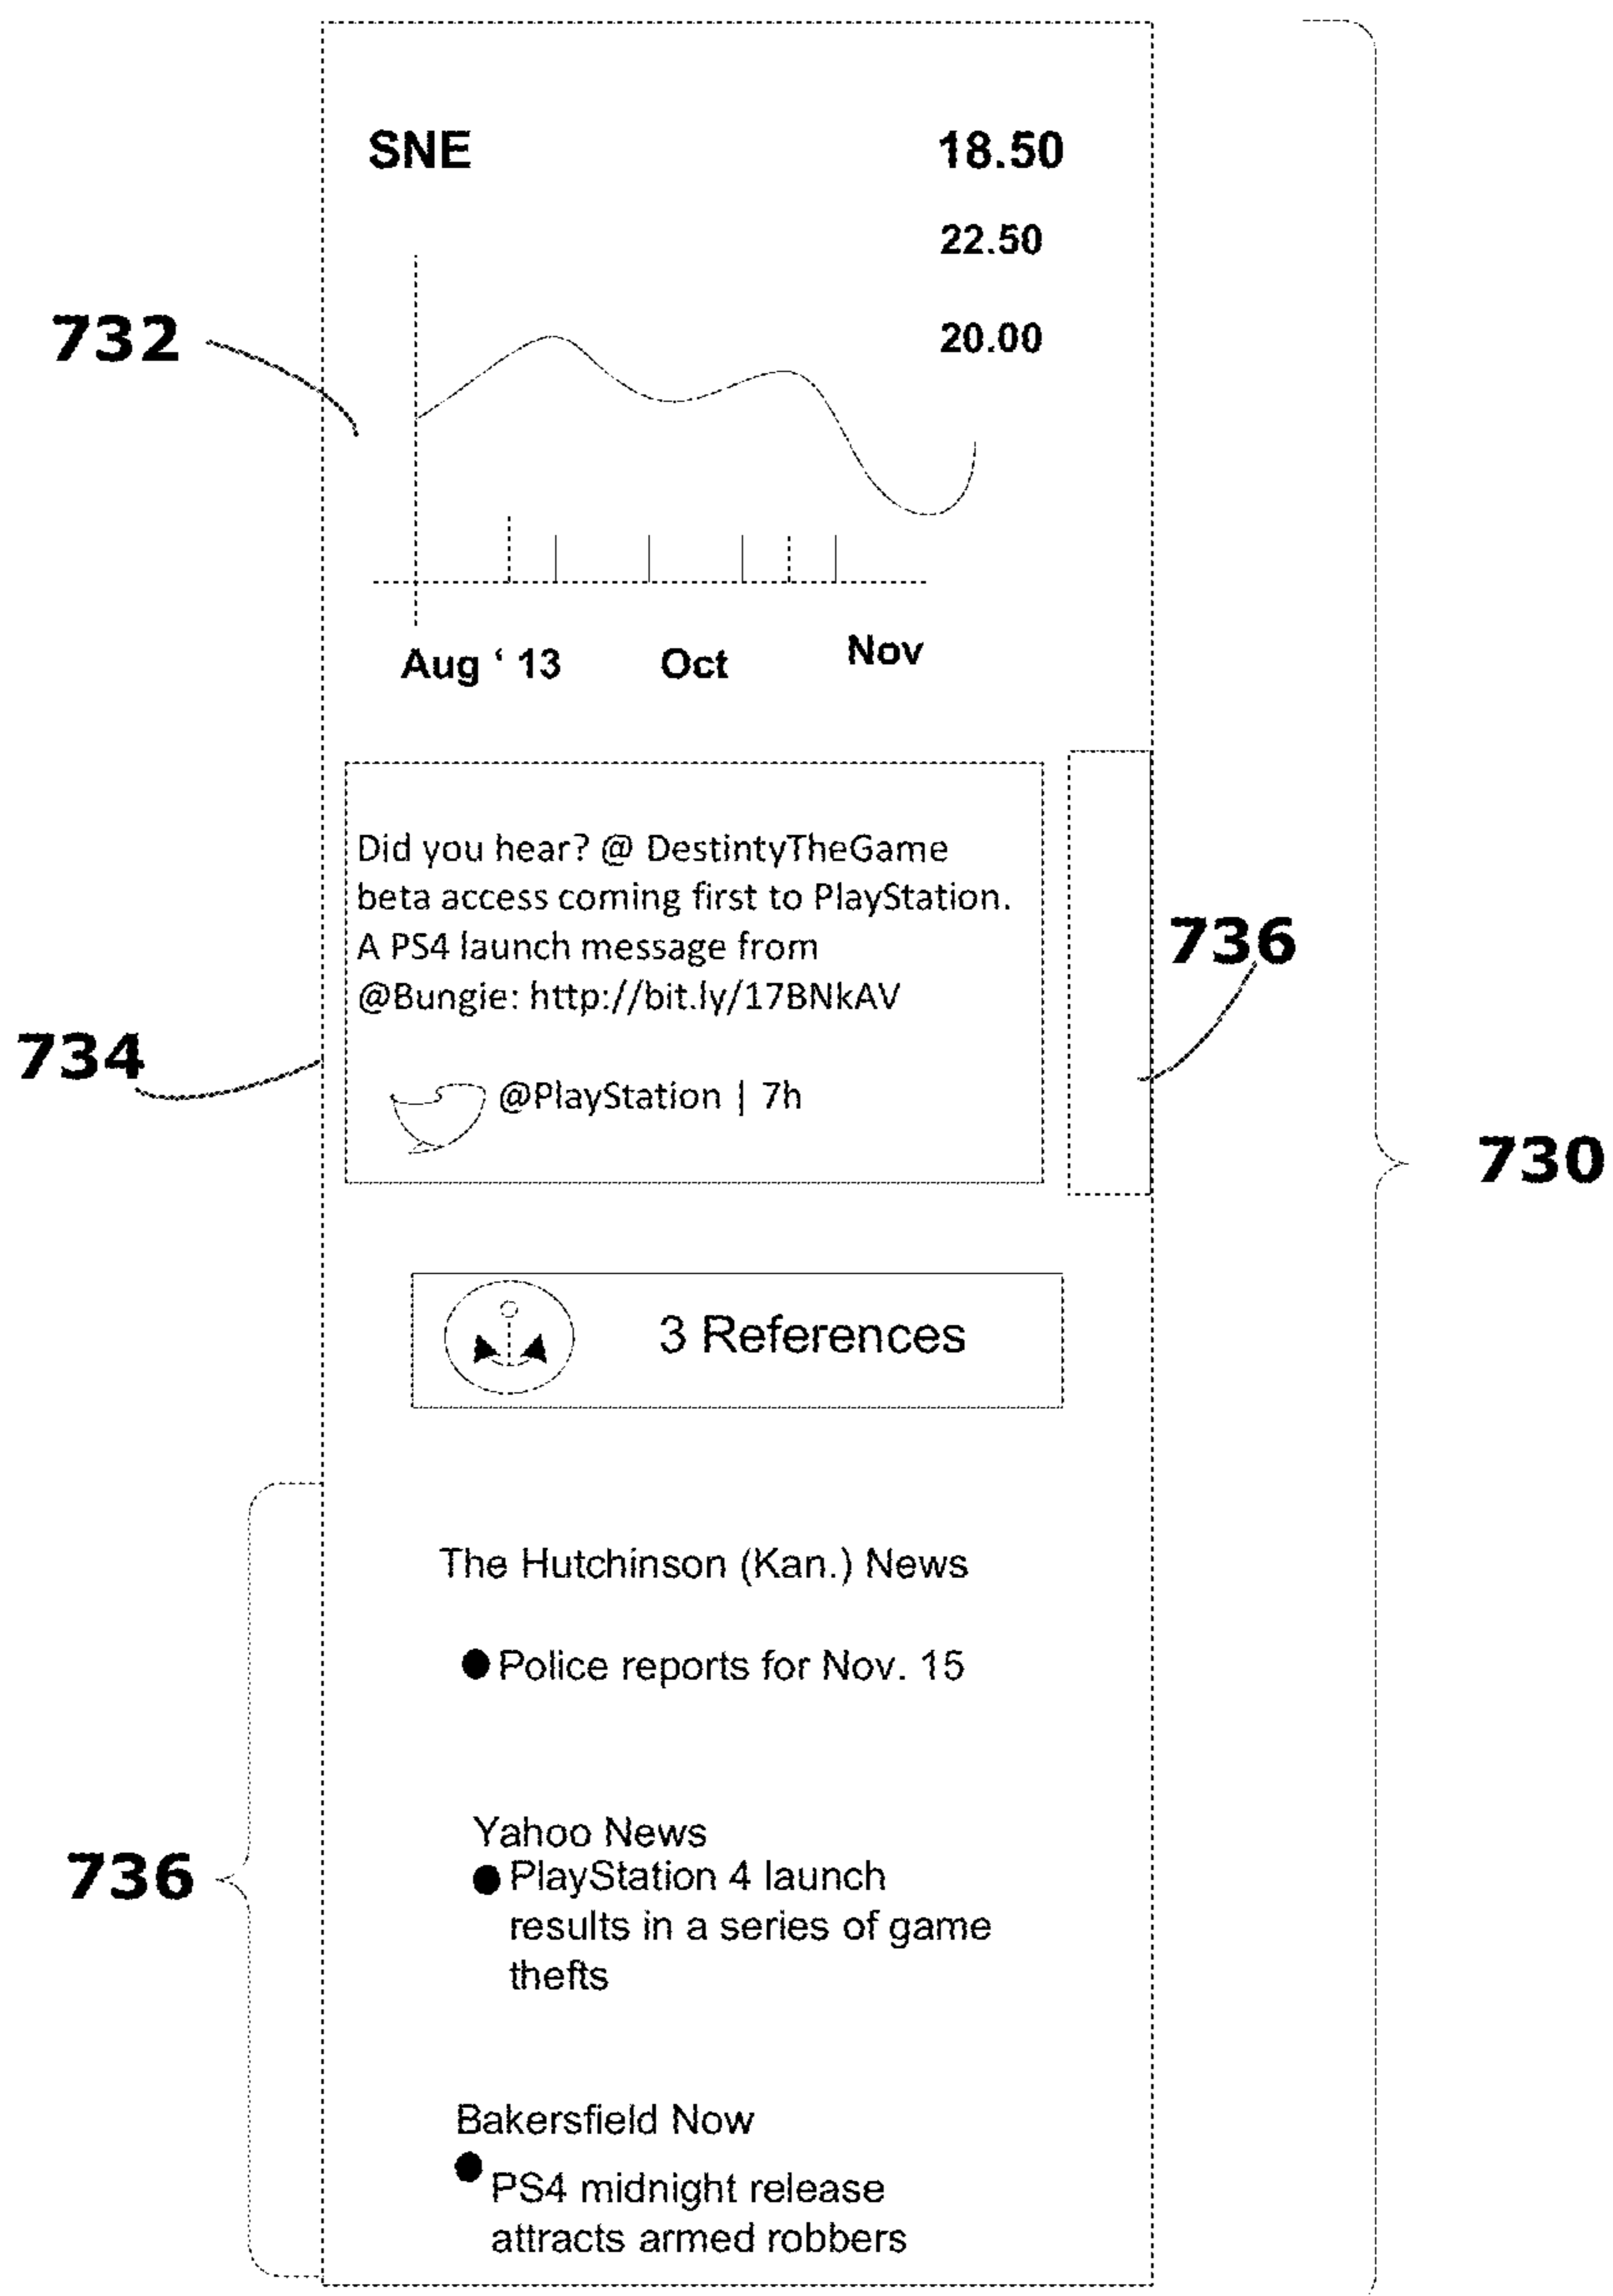 SNE 18.50
22.50
732
20.00
Aug ‘ 13 Oct Nov
Did you hear? @ DestintyTheGame
beta access coming first to PlayStation.
A PS4 launch message from
@Bungie: http://bit.ly/17BNkAV
736
734
@PlayStation | 7h
730
3 References
The Hutchinson (Kan.) News
Police reports for Nov. 15
Yahoo News
PlayStation 4 launch
results in a series of game
thefts
736
Bakersfield Now
PS4 midnight release
attracts armed robbers